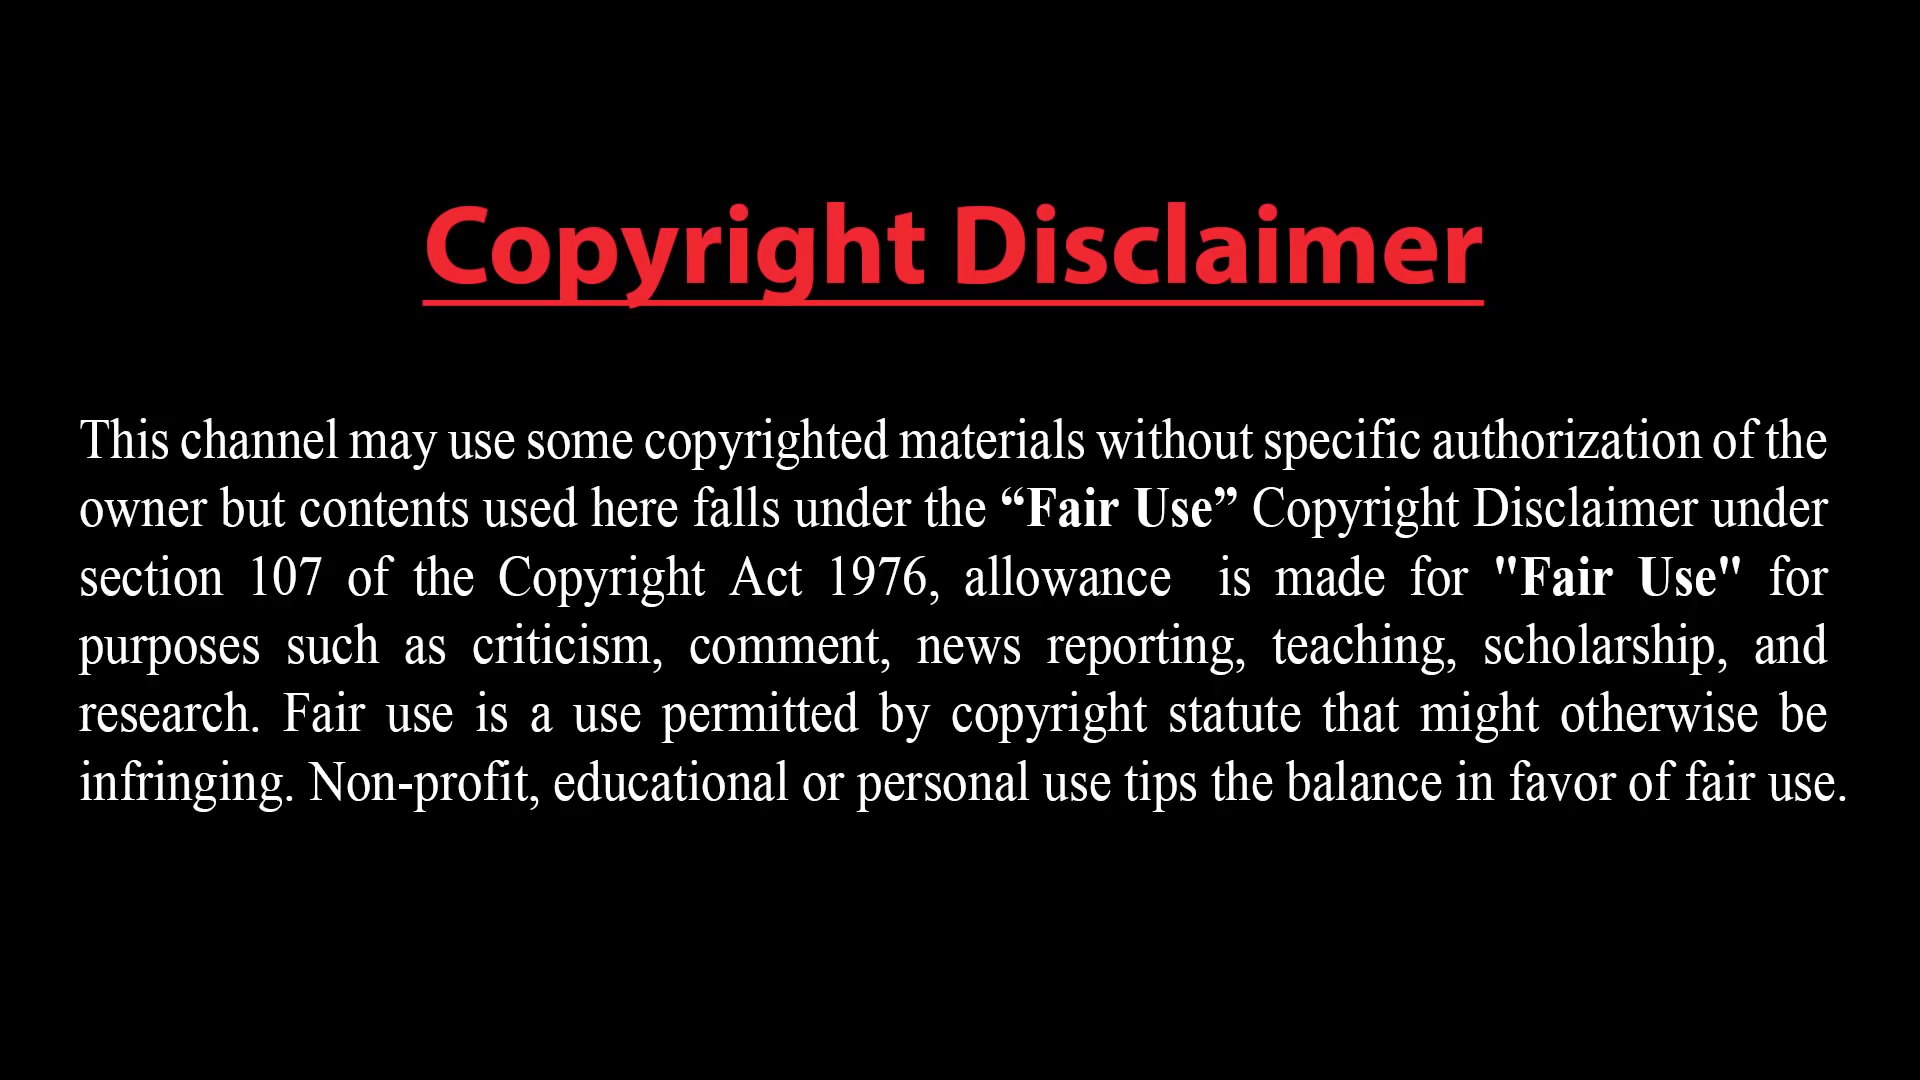 Copyright Disclaimer
This channel may use some copyrighted materials without specific authorization of the
owner but contents used here falls under the “Fair Use” Copyright Disclaimer under
section 107 of the Copyright Act 1976, allowance  is made for "Fair Use" for
purposes such as criticism, comment, news reporting, teaching, scholarship, and
research. Fair use is a use permitted by copyright statute that might otherwise be
infringing. Non-profit, educational or personal use tips the balance in favor of fair use.